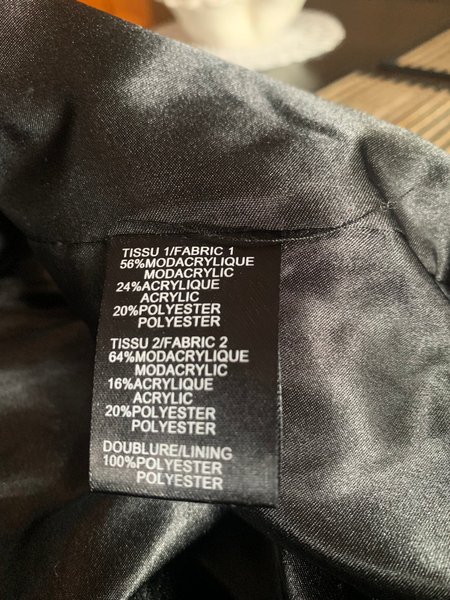 TISSU 1/FABRIC 1
56%MODACRYLIQUE
MODACRYLIC
24%ACRYLIQUE
ACRYLIC
20%POLYESTER
POLYESTER
TISSU 2/FABRIC 2
64%MODACRYLIQUE
MODACRYLIC
16%ACRYLIQUE
ACRYLIC
20%POLYESTER
POLYESTER
DOUBLURE/LINING
100%POLYESTER
POLYESTER